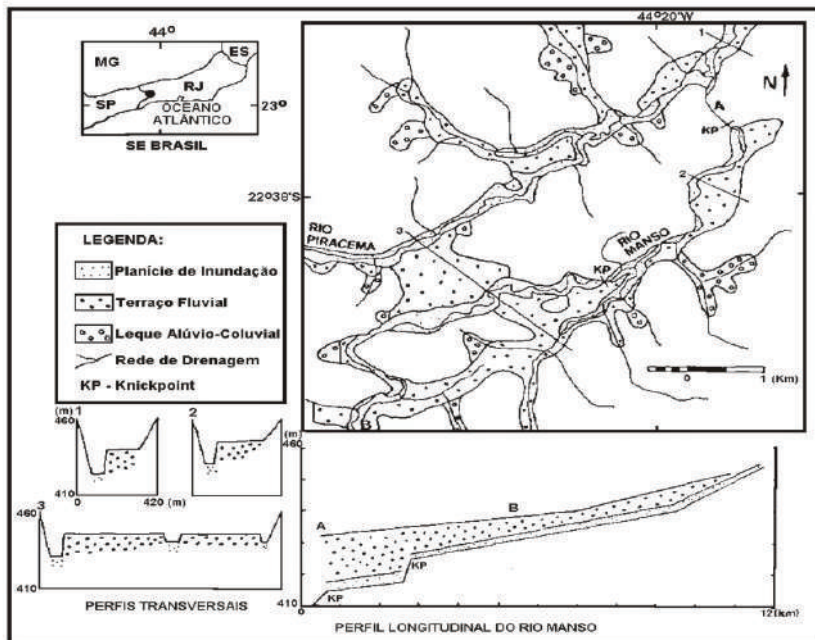 44°
MG
ES
RJ
SP
OCEANO
ATLÂNTICO
23°
SE BRASIL
44°20'W
22°38'S
1
N
A
KP
2
3
RIO
PIRACEMA
RIO
MANSO
KP
B
0 1 (Km)
LEGENDA:
Planície de Inundação
Terraço Fluvial
Leque Alúvio-Coluvial
Rede de Drenagem
KP - Knickpoint
(m) 1
460
410
0 420 (m)
2
3
460
410
PERFIS TRANSVERSAIS
(m)
460
A
B
KP
KP
410
0 12 (km)
PERFIL LONGITUDINAL DO RIO MANSO